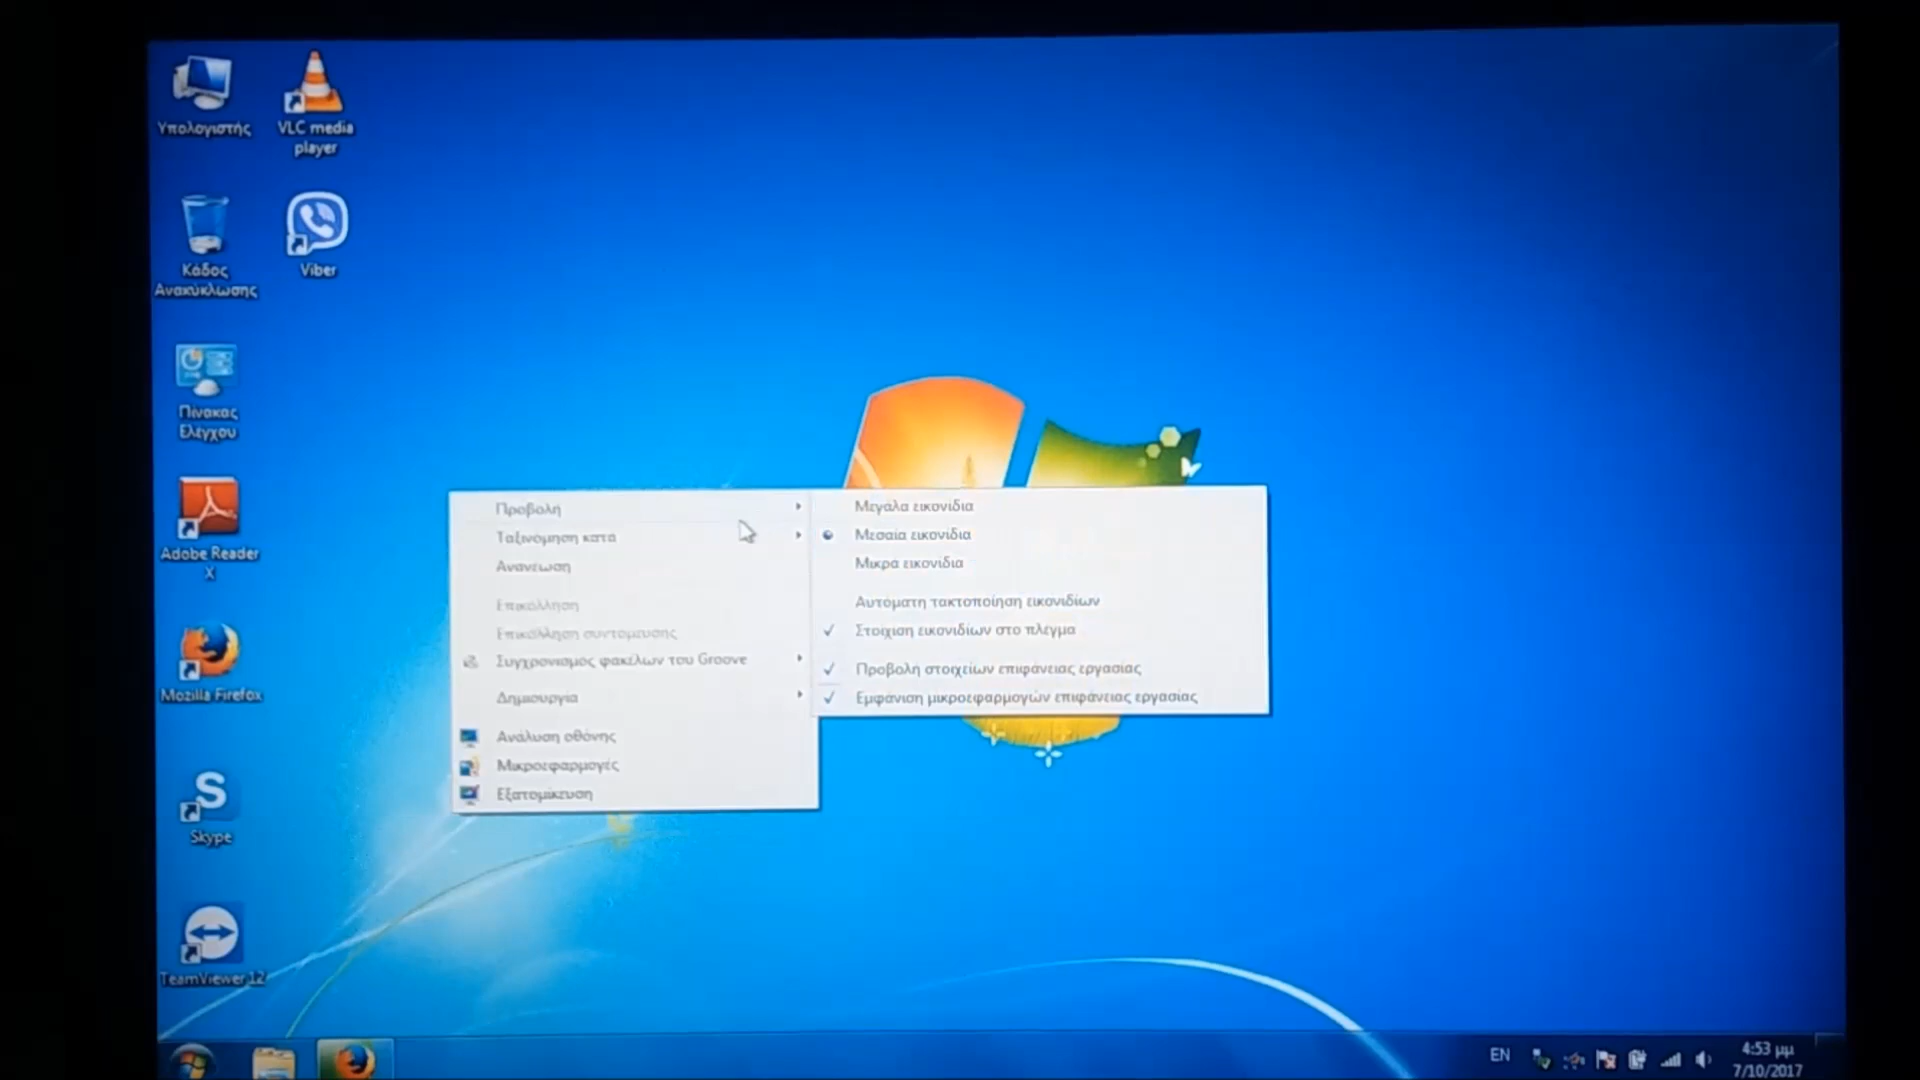 Υπολογιστής
VLC media
player
Κάδος
Ανακύκλωσης
Viber
Πίνακας
Ελέγχου
Adobe Reader
X
Mozilla Firefox
Skype
TeamViewer 12
Προβολή
Ταξινόμηση κατά
Ανανέωση
Επικόλληση
Επικόλληση συντόμευσης
Συγχρονισμός φακέλων του Groove
Δημιουργία
Ανάλυση οθόνης
Μικροεφαρμογές
Εξατομίκευση
Μεγάλα εικονίδια
Μεσαία εικονίδια
Μικρά εικονίδια
Αυτόματη τακτοποίηση εικονιδίων
Στοίχιση εικονιδίων στο πλέγμα
Προβολή στοιχείων επιφάνειας εργασίας
Εμφάνιση μικροεφαρμογών επιφάνειας εργασίας
EN
4:53 μμ
7/10/2017